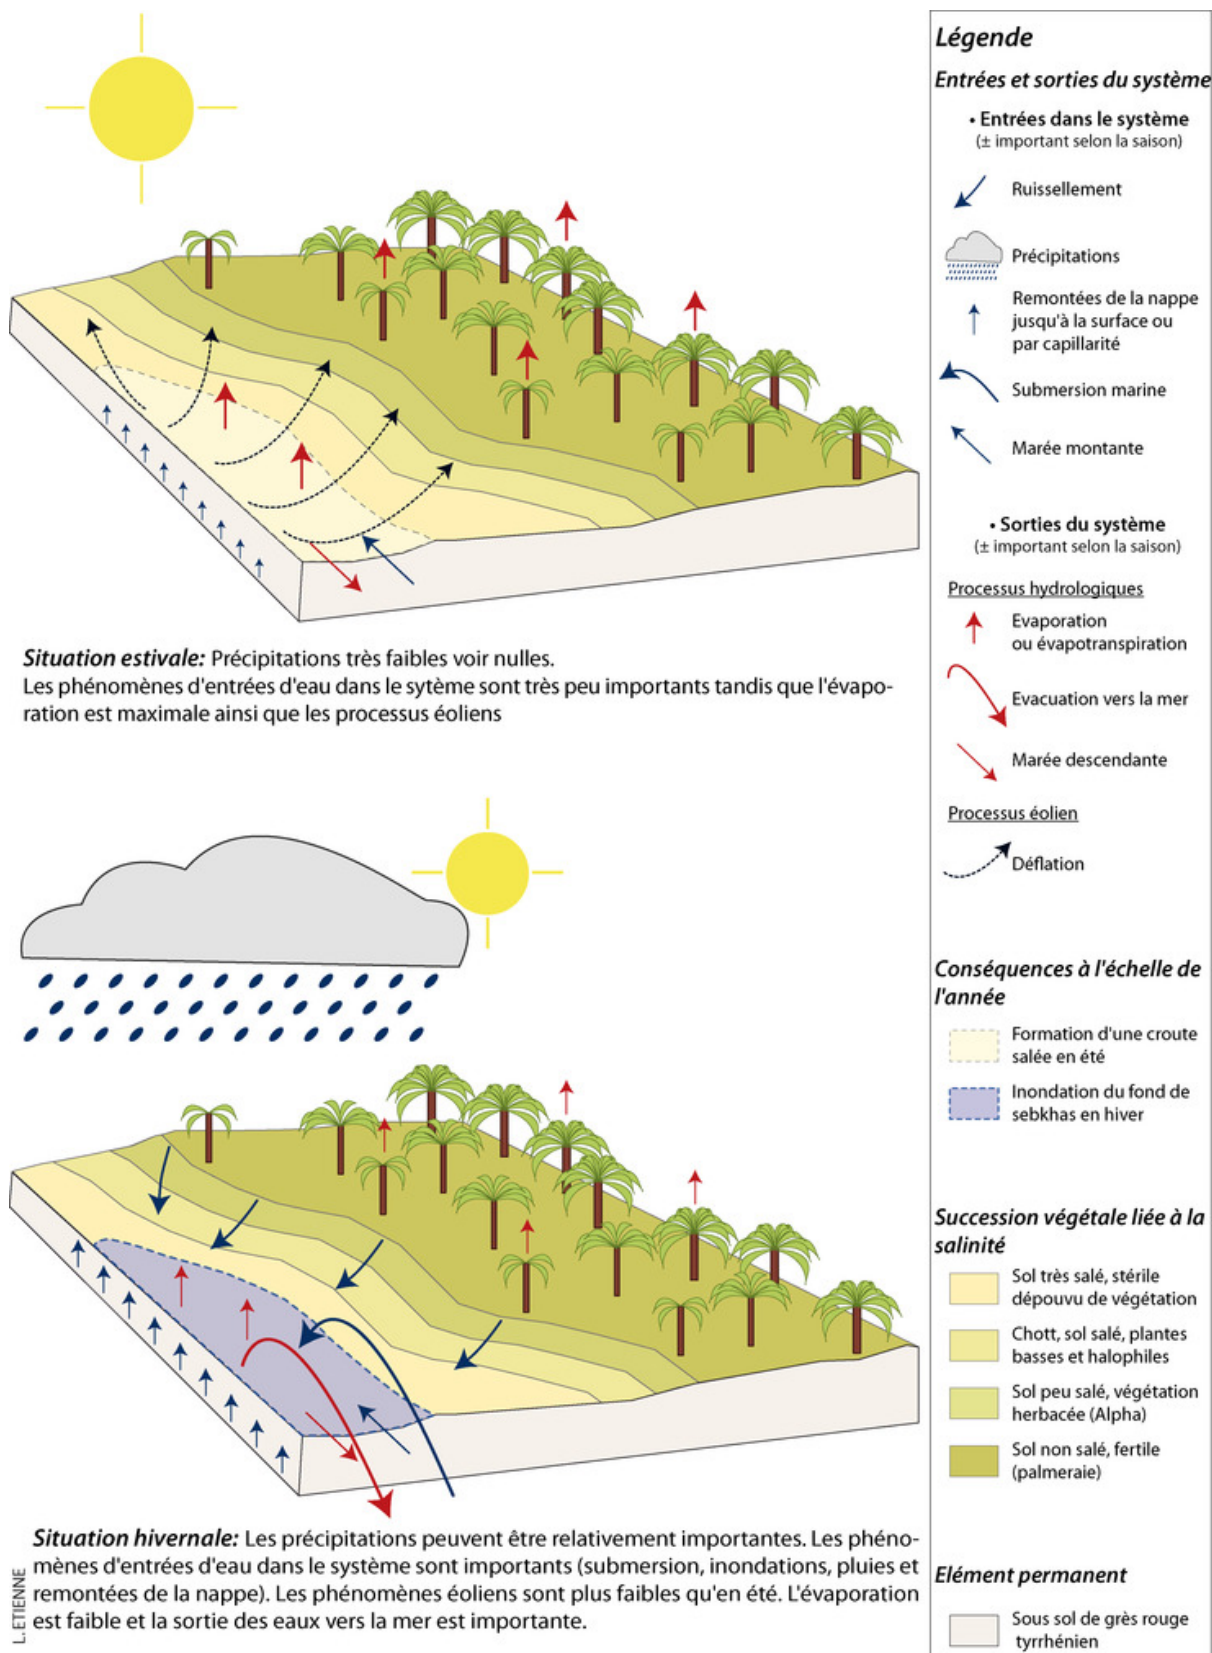 Situation estivale: Précipitations très faibles voir nulles.
Les phénomènes d'entrées d'eau dans le sytème sont très peu importants tandis que l'évapo-
ration est maximale ainsi que les processus éoliens
Situation hivernale: Les précipitations peuvent être relativement importantes. Les phéno-
mènes d'entrées d'eau dans le système sont importants (submersion, inondations, pluies et
remontées de la nappe). Les phénomènes éoliens sont plus faibles qu'en été. L'évaporation
est faible et la sortie des eaux vers la mer est importante.
L. ETIENNE
Légende
Entrées et sorties du système
• Entrées dans le système
(± important selon la saison)
Ruissellement
Précipitations
Remontées de la nappe
jusqu'à la surface ou
par capillarité
Submersion marine
Marée montante
• Sorties du système
(± important selon la saison)
Processus hydrologiques
Evaporation
ou évapotranspiration
Evacuation vers la mer
Marée descendante
Processus éolien
Déflation
Conséquences à l'échelle de
l'année
Formation d'une croute
salée en été
Inondation du fond de
sebkhas en hiver
Succession végétale liée à la
salinité
Sol très salé, stérile
dépouvu de végétation
Chott, sol salé, plantes
basses et halophiles
Sol peu salé, végétation
herbacée (Alpha)
Sol non salé, fertile
(palmeraie)
Elément permanent
Sous sol de grès rouge
tyrrhénien